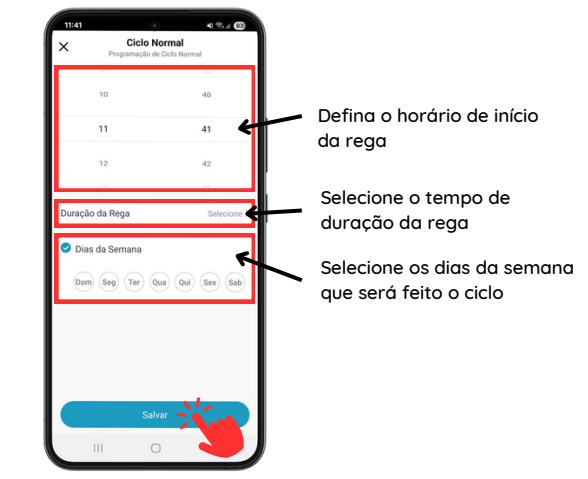 11:41
83
Ciclo Normal
Programação de Ciclo Normal
10 40
11 41
12 42
Defina o horário de início
da rega
Duração da Rega Selecione
Selecione o tempo de
duração da rega
Dias da Semana
Dom Seg Ter Qua Qui Sex Sab
Selecione os dias da semana
que será feito o ciclo
Salvar